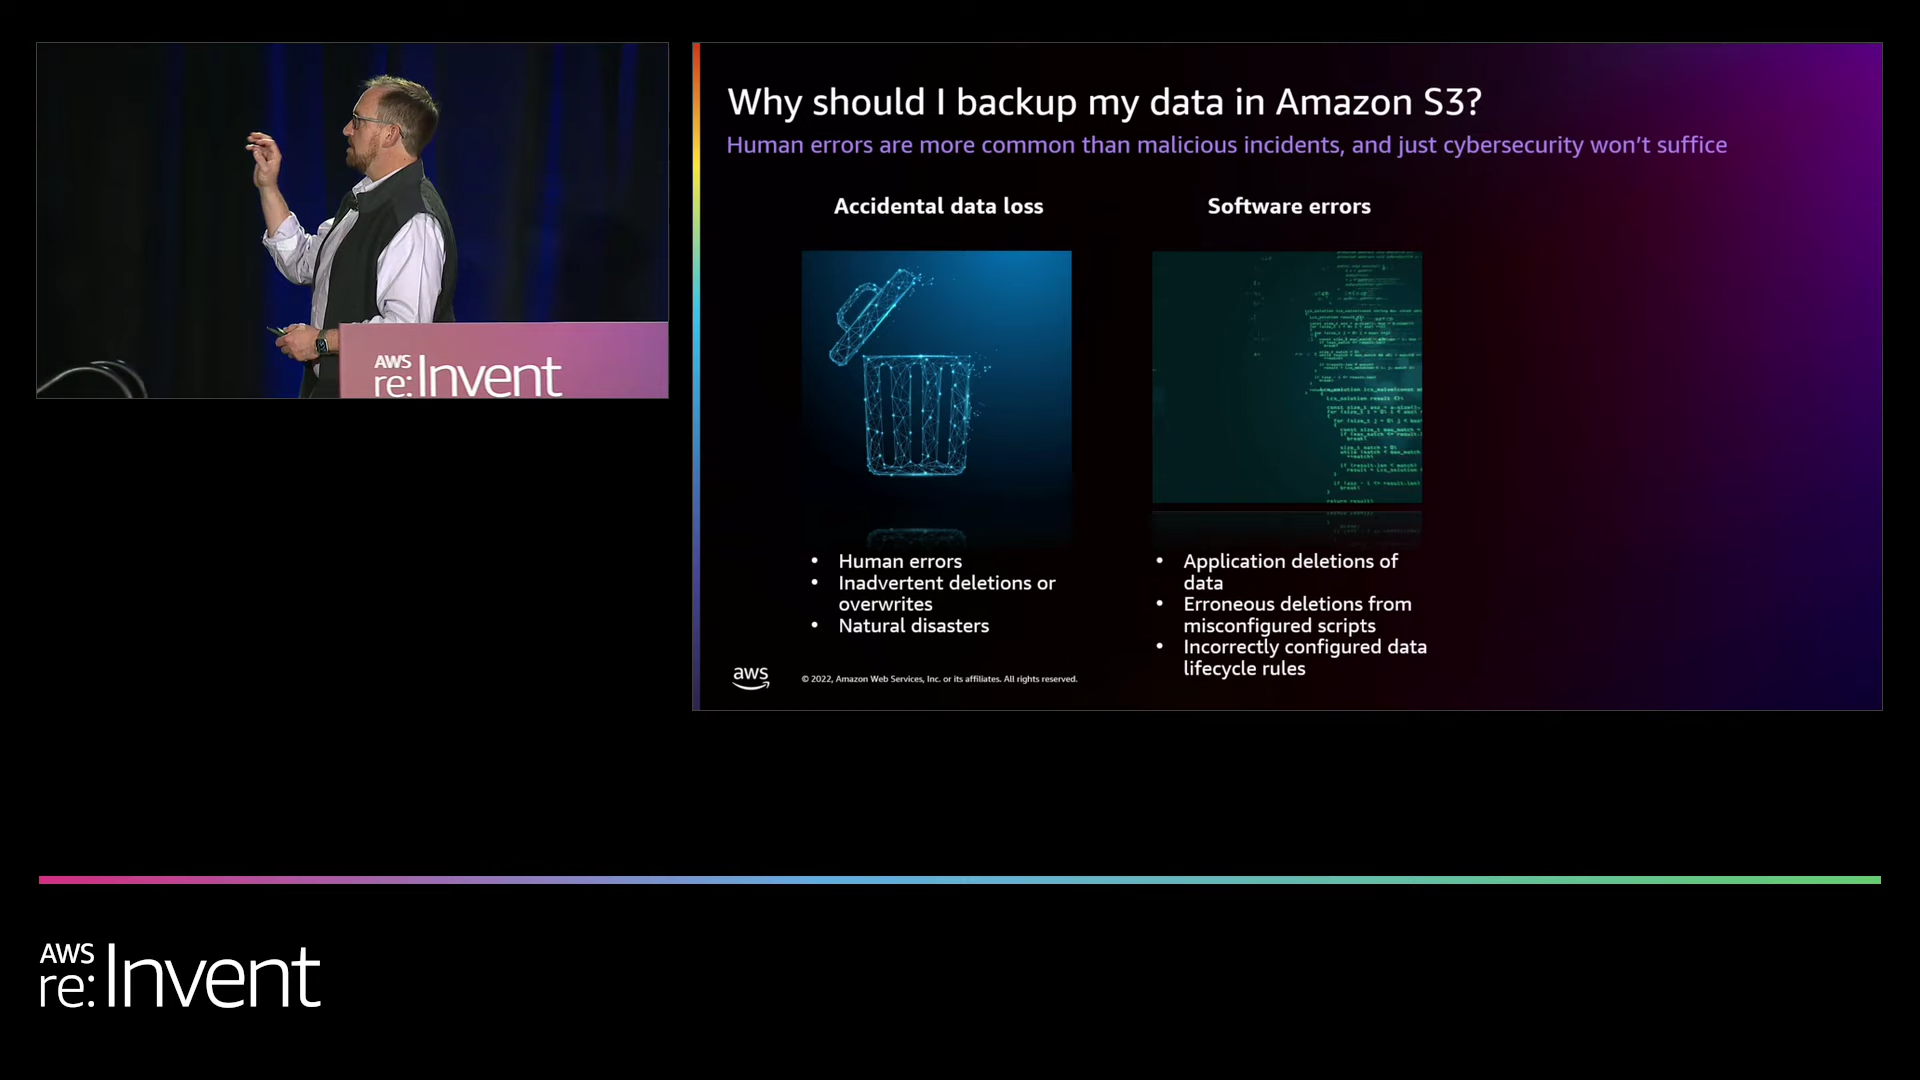 AWS
re:Invent
Why should I backup my data in Amazon S3?
Human errors are more common than malicious incidents, and just cybersecurity won't suffice
Accidental data loss
• Human errors
• Inadvertent deletions or
overwrites
• Natural disasters
Software errors
• Application deletions of
data
• Erroneous deletions from
misconfigured scripts
• Incorrectly configured data
lifecycle rules
aws
© 2022, Amazon Web Services, Inc. or its affiliates. All rights reserved.
AWS
re:Invent